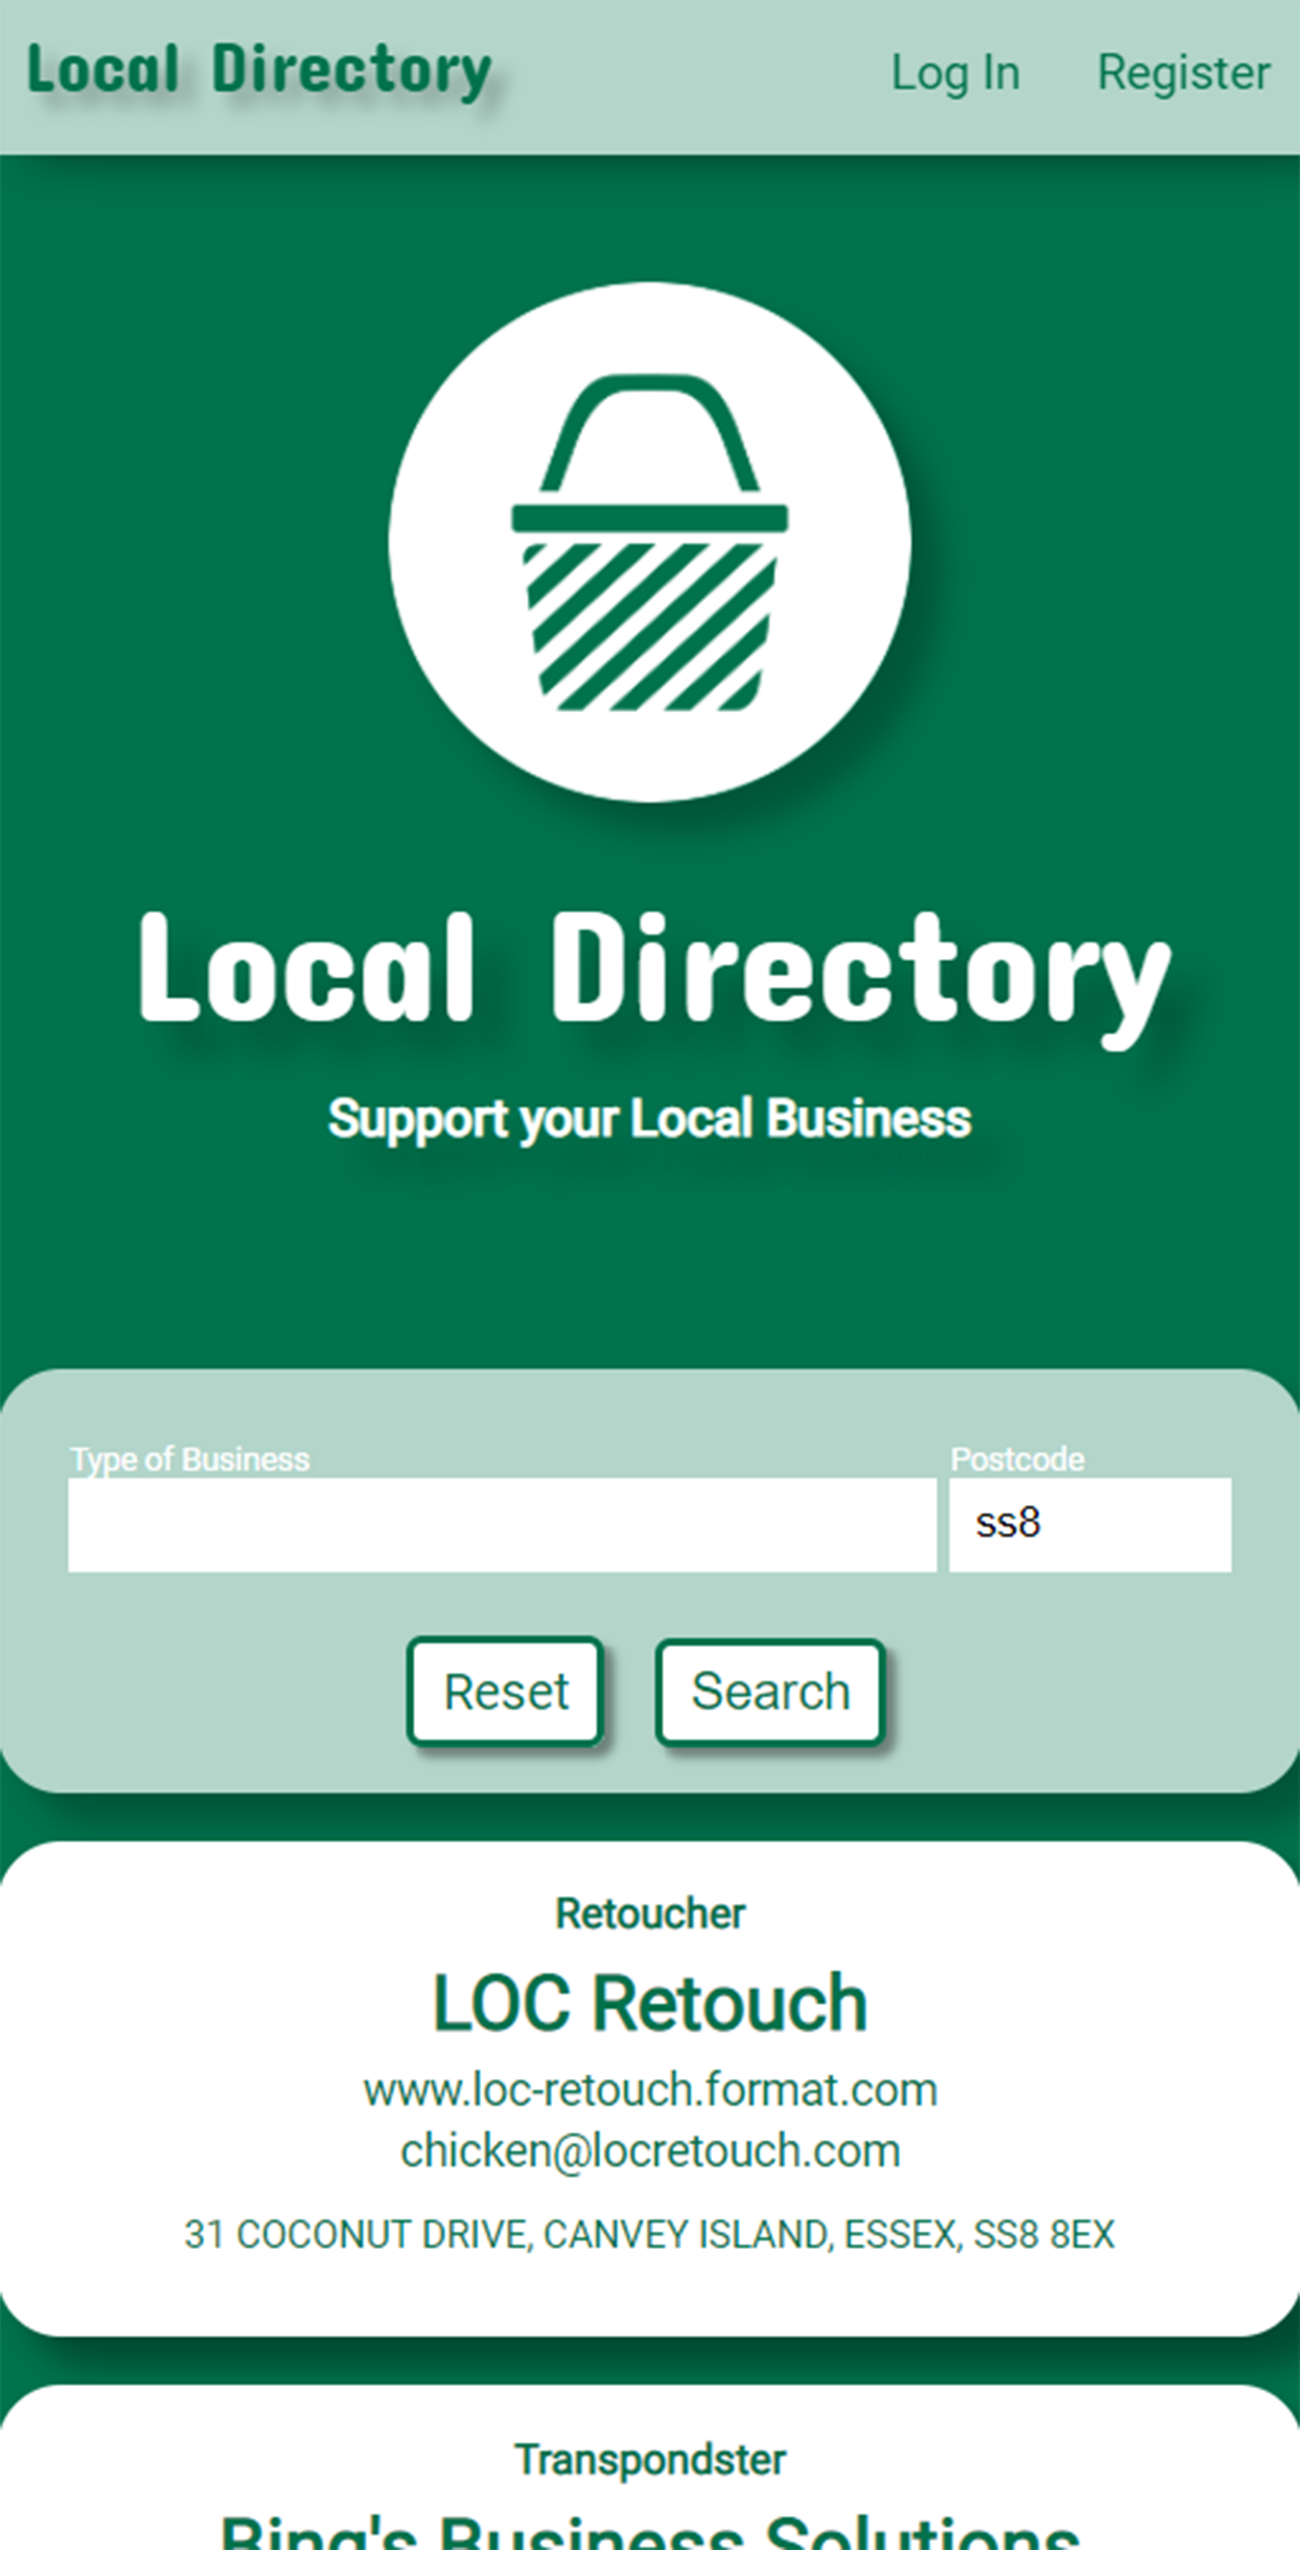 Local Directory
Log In Register
Local Directory
Support your Local Business
Type of Business Postcode
ss8
Reset Search
Retoucher
LOC Retouch
www.loc-retouch.format.com
chicken@locretouch.com
31 COCONUT DRIVE, CANVEY ISLAND, ESSEX, SS8 8EX
Transpondster
Bing's Business Solutions